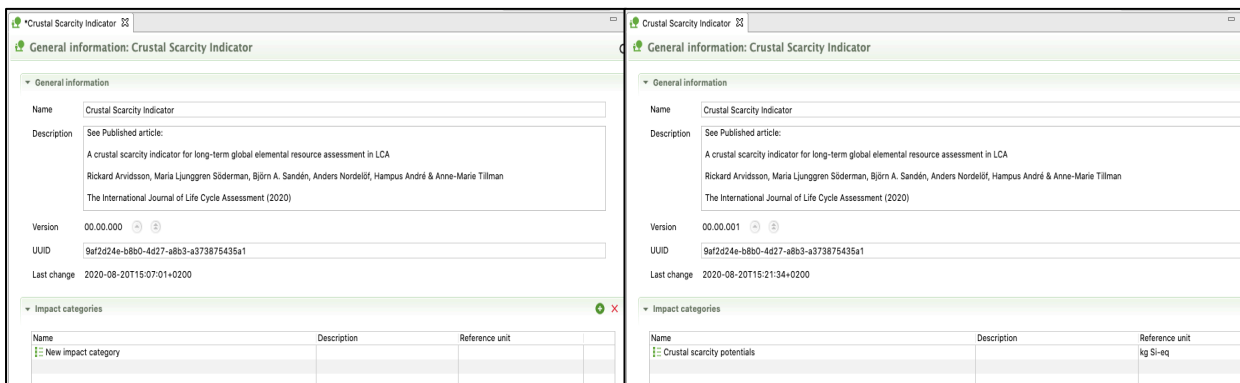 *Crustal Scarcity Indicator
General information: Crustal Scarcity Indicator
General information
Name Crustal Scarcity Indicator
Description See Published article:
A crustal scarcity indicator for long-term global elemental resource assessment in LCA
Rickard Arvidsson, Maria Ljunggren Söderman, Björn A. Sandén, Anders Nordelöf, Hampus André & Anne-Marie Tillman
The International Journal of Life Cycle Assessment (2020)
Version 00.00.000
UUID 9af2d24e-b8b0-4d27-a8b3-a373875435a1
Last change 2020-08-20T15:07:01+0200
Impact categories
Name Description Reference unit
New impact category
Crustal Scarcity Indicator
General information: Crustal Scarcity Indicator
General information
Name Crustal Scarcity Indicator
Description See Published article:
A crustal scarcity indicator for long-term global elemental resource assessment in LCA
Rickard Arvidsson, Maria Ljunggren Söderman, Björn A. Sandén, Anders Nordelöf, Hampus André & Anne-Marie Tillman
The International Journal of Life Cycle Assessment (2020)
Version 00.00.001
UUID 9af2d24e-b8b0-4d27-a8b3-a373875435a1
Last change 2020-08-20T15:21:34+0200
Impact categories
Name Description Reference unit
Crustal scarcity potentials kg Si-eq